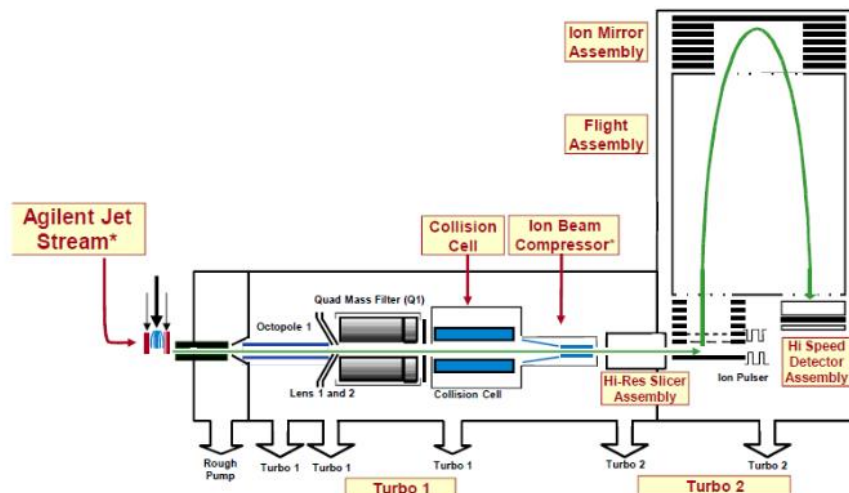 Ion Mirror
Assembly
Flight
Assembly
Agilent Jet
Stream*
Collision
Cell
Ion Beam
Compressor*
Quad Mass Filter (Q1)
Octopole 1
Lens 1 and 2
Collision Cell
Hi-Res Slicer
Assembly
Ion Pulser
Hi Speed
Detector
Assembly
Rough
Pump
Turbo 1
Turbo 1
Turbo 1
Turbo 2
Turbo 2
Turbo 1
Turbo 2